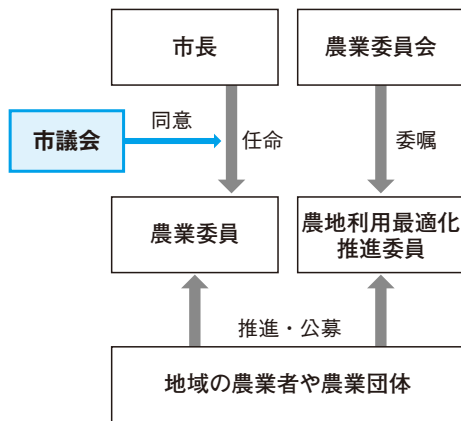 市長
農業委員会
同意
市議会
任命
委嘱
農業委員
農地利用最適化
推進委員
推進・公募
地域の農業者や農業団体